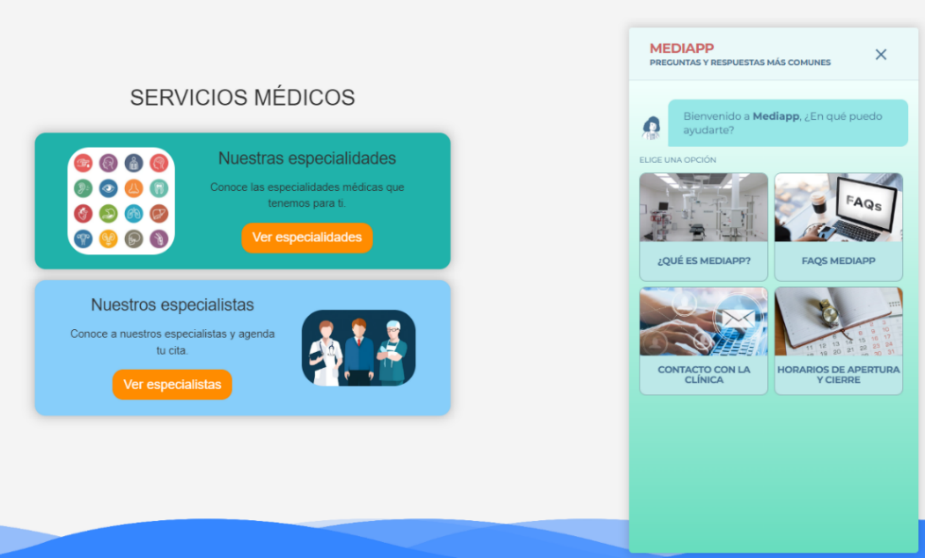 SERVICIOS MÉDICOS
Nuestras especialidades
Conoce las especialidades médicas que
tenemos para ti.
Ver especialidades
Nuestros especialistas
Conoce a nuestros especialistas y agenda
tu cita.
Ver especialistas
MEDIAPP
PREGUNTAS Y RESPUESTAS MÁS COMUNES
Bienvenido a Mediapp, ¿En qué puedo
ayudarte?
ELIGE UNA OPCIÓN
FAQs
¿QUÉ ES MEDIAPP?
FAQS MEDIAPP
CONTACTO CON LA
CLÍNICA
HORARIOS DE APERTURA
Y CIERRE